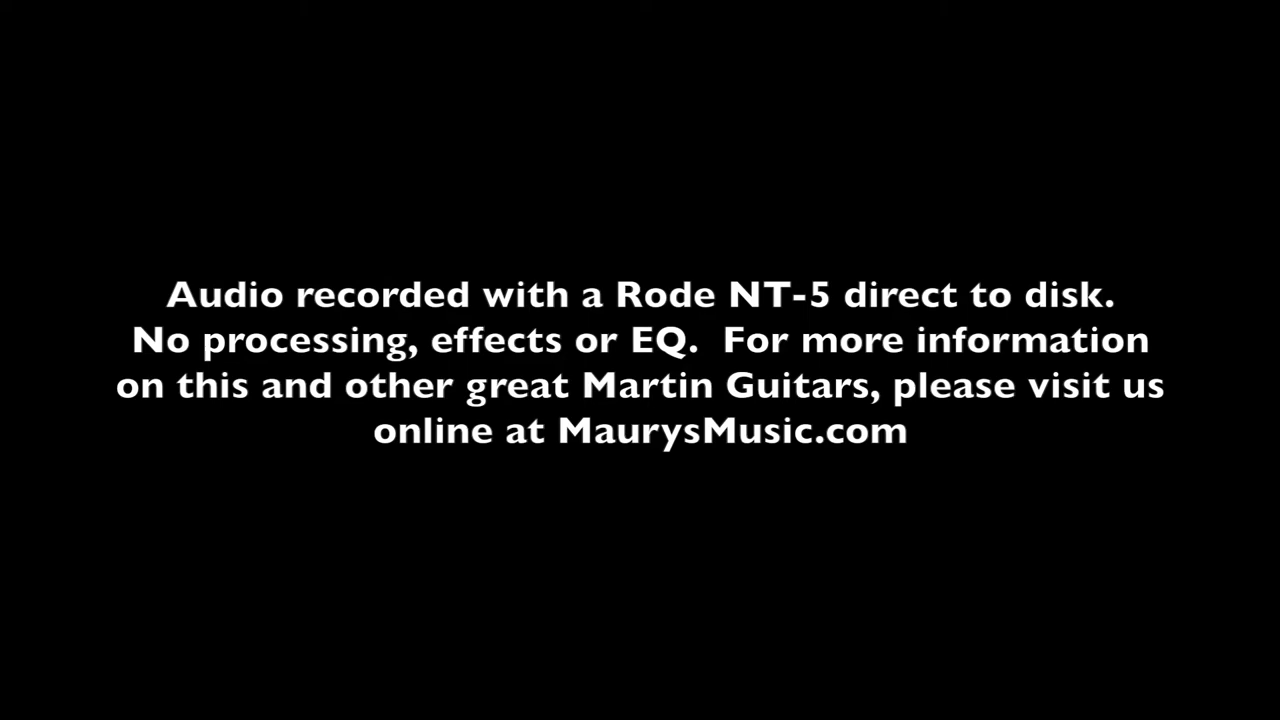 Audio recorded with a Rode NT-5 direct to disk.
No processing, effects or EQ.  For more information
on this and other great Martin Guitars, please visit us
online at MaurysMusic.com